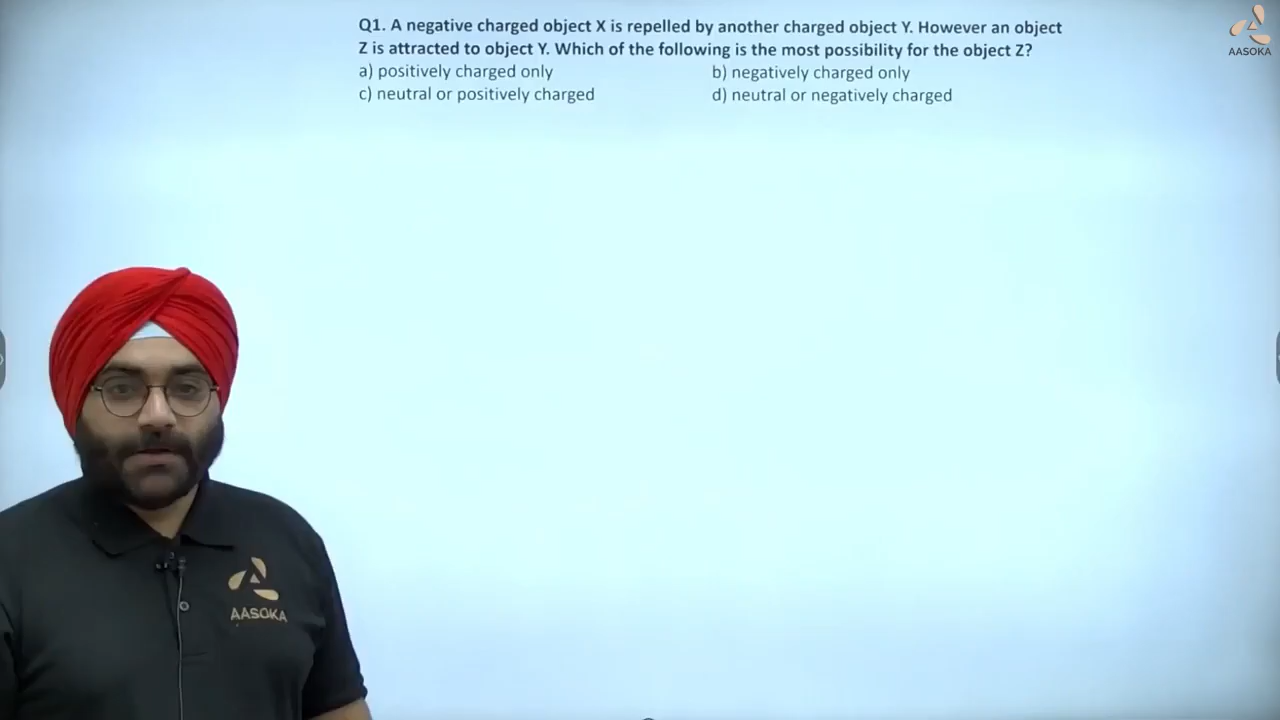 Q1. A negative charged object X is repelled by another charged object Y. However an object
Z is attracted to object Y. Which of the following is the most possibility for the object Z?
a) positively charged only b) negatively charged only
c) neutral or positively charged d) neutral or negatively charged
AASOKA
AASOKA